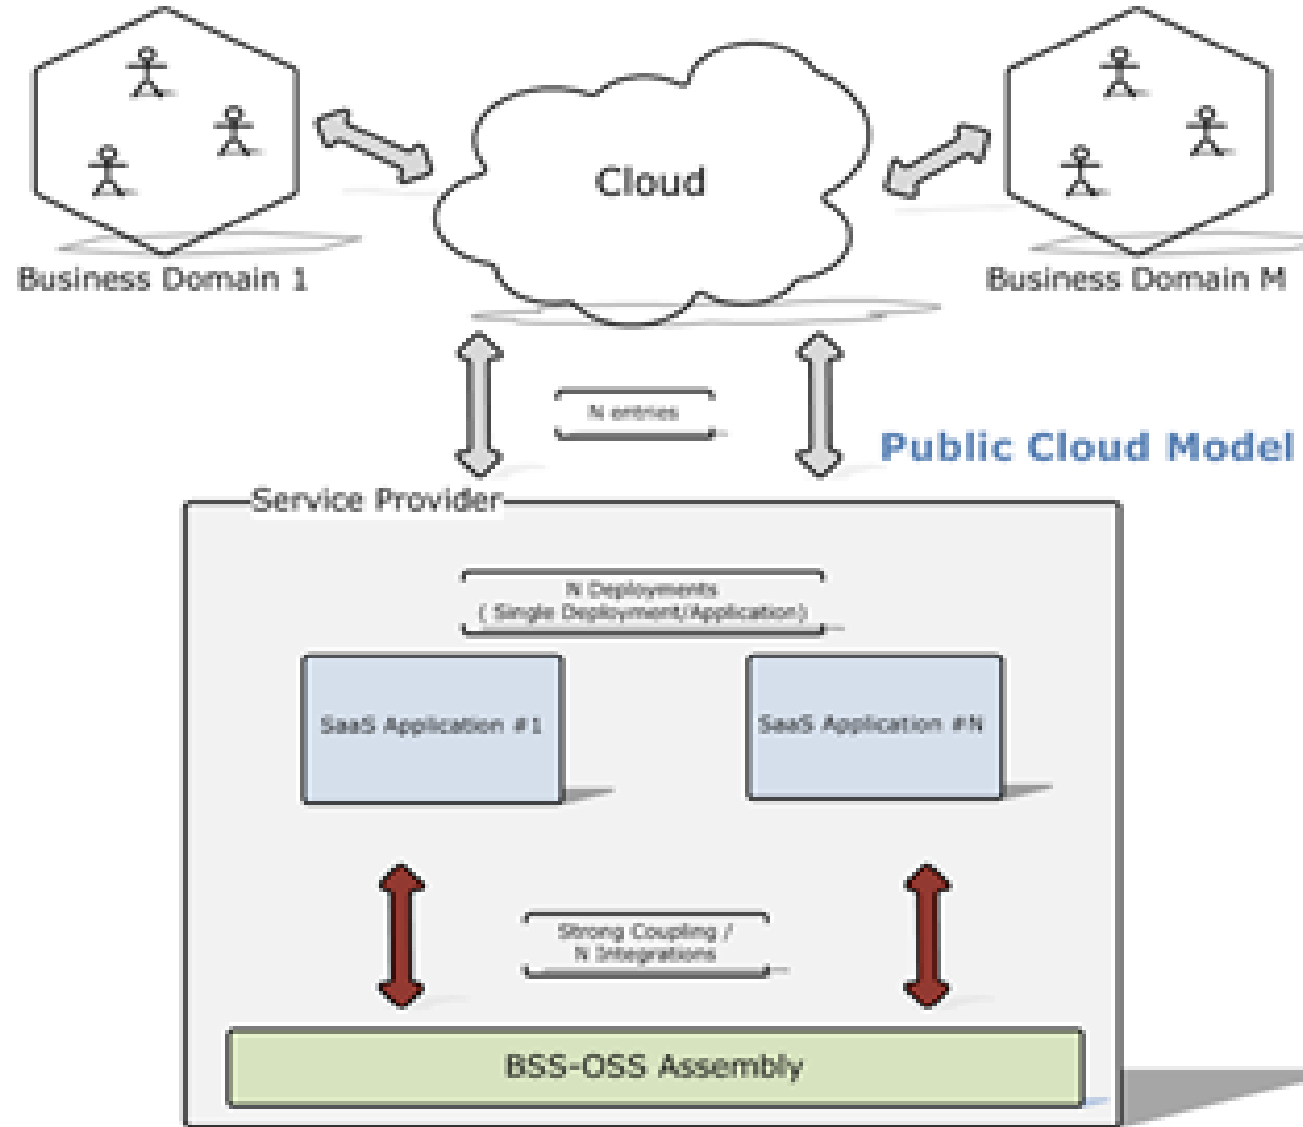 Cloud
Business Domain 1
Business Domain M
N entries
Public Cloud Model
Service Provider
N Deployments
( Single Deployment/Application)
SaaS Application #1
SaaS Application #N
Strong Coupling /
N Integrations
BSS-OSS Assembly